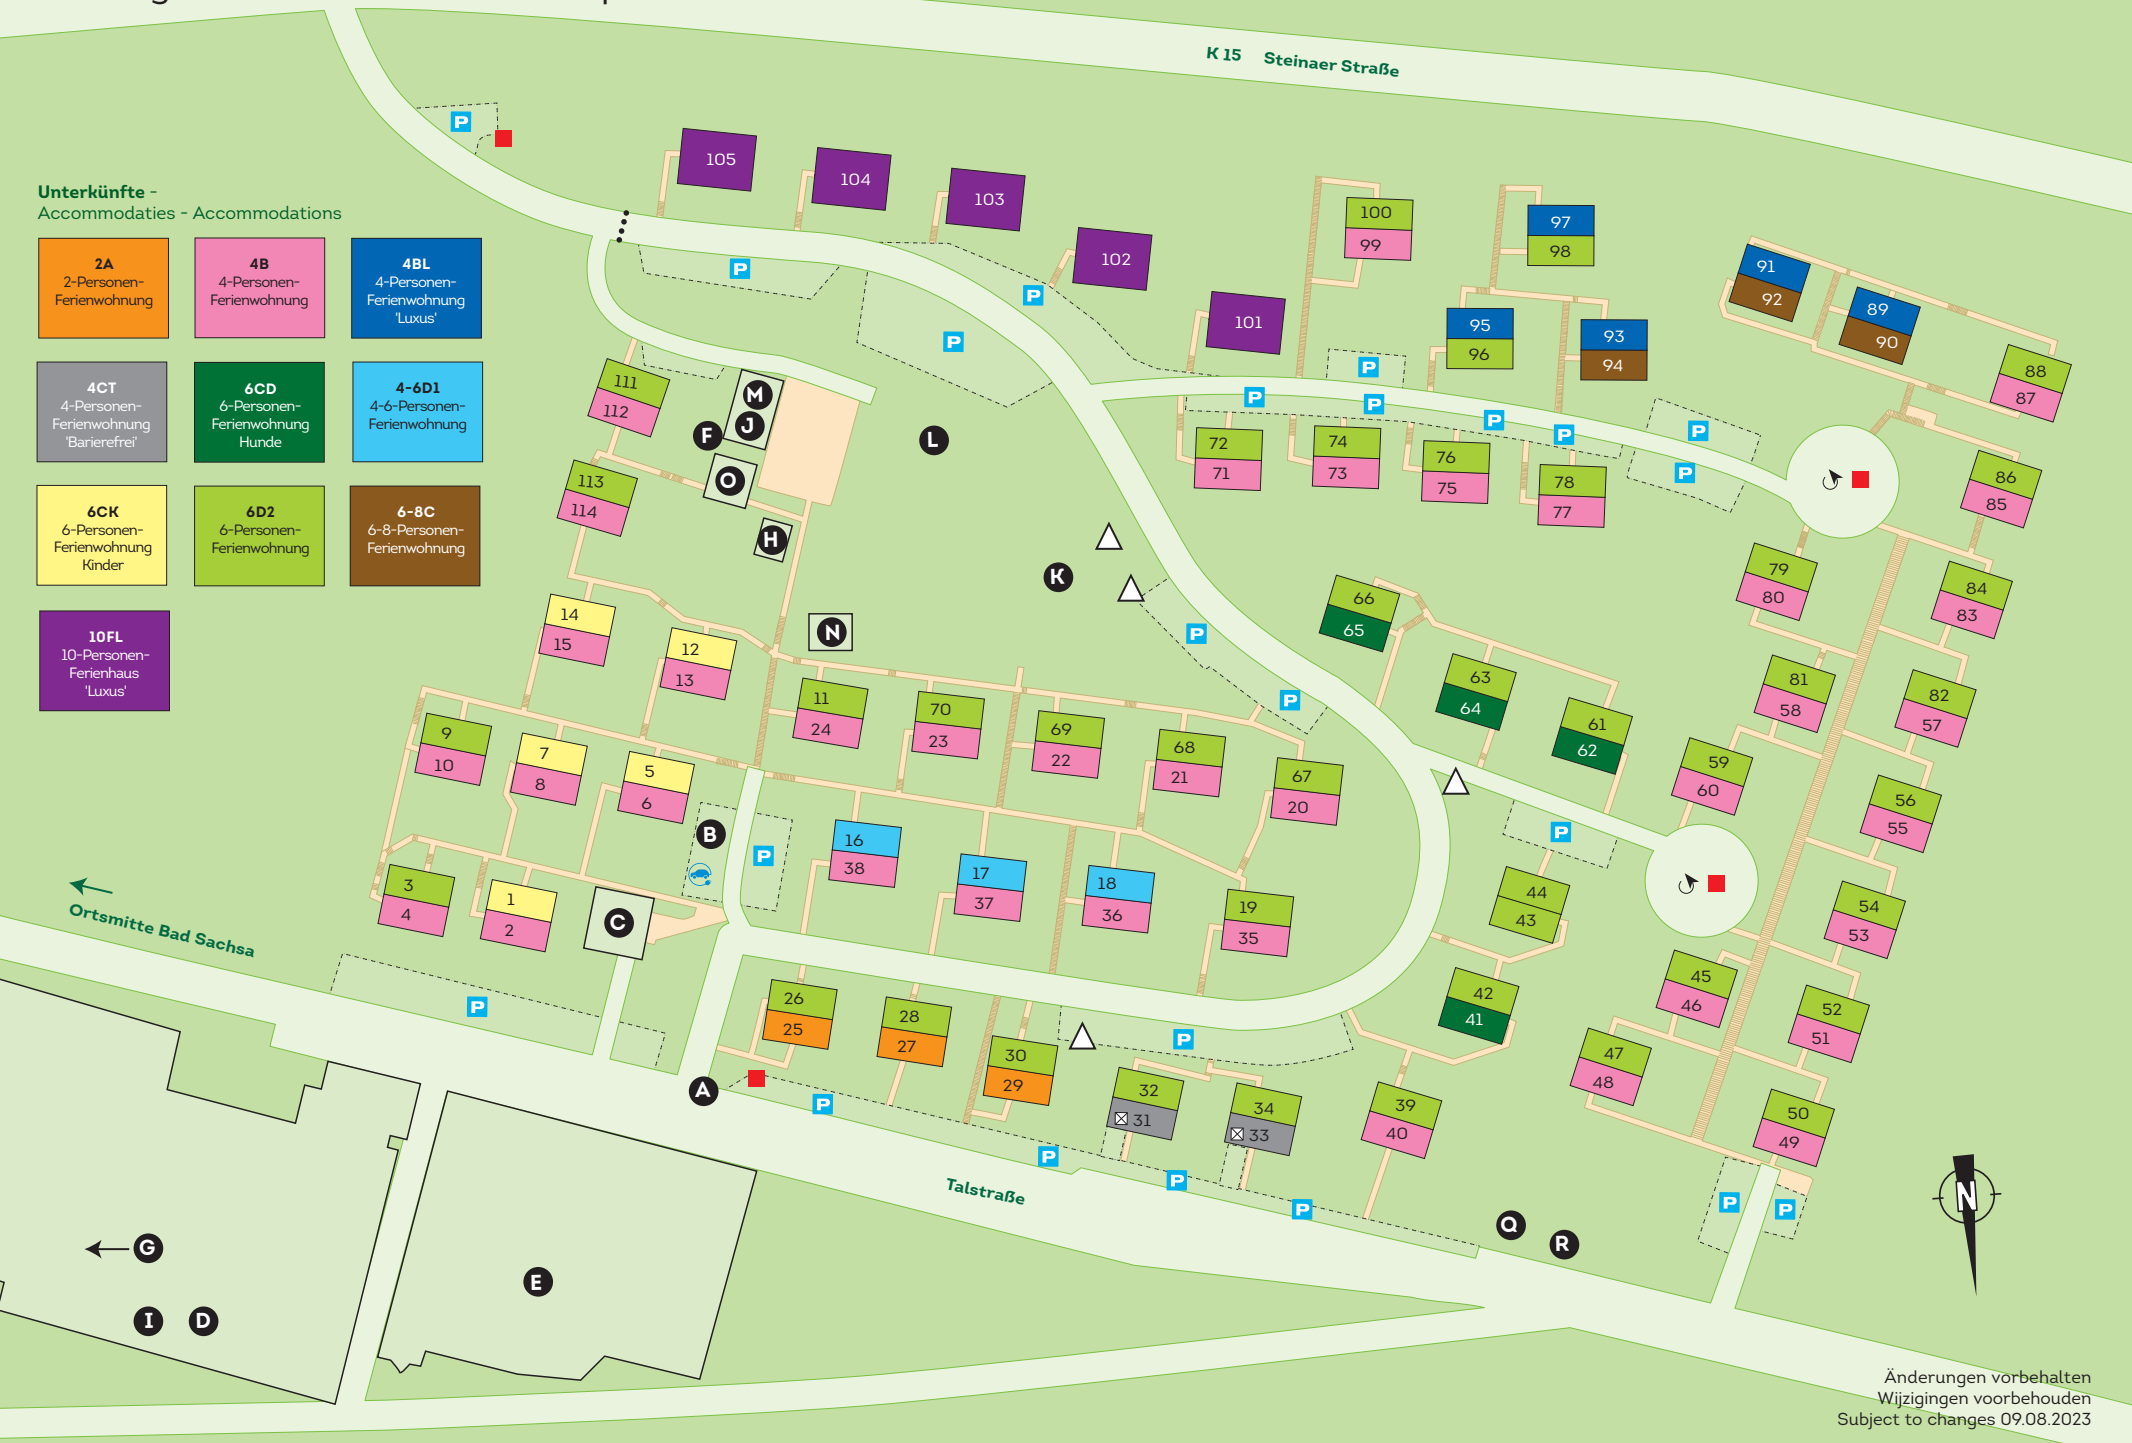 K 15 Steinaer Straße
P
105
104
103
102
101
100
99
97
98
95
96
93
94
91
92
89
90
88
87
86
85
84
83
82
57
56
55
54
53
52
51
50
49
Unterkünfte -
Accommodaties - Accommodations
2A
2-Personen-
Ferienwohnung
4B
4-Personen-
Ferienwohnung
4BL
4-Personen-
Ferienwohnung
'Luxus'
4CT
4-Personen-
Ferienwohnung
'Barierefrei'
6CD
6-Personen-
Ferienwohnung
Hunde
4-6D1
4-6-Personen-
Ferienwohnung
6CK
6-Personen-
Ferienwohnung
Kinder
6D2
6-Personen-
Ferienwohnung
6-8C
6-8-Personen-
Ferienwohnung
10FL
10-Personen-
Ferienhaus
'Luxus'
P
P
P
P
P
P
P
P
P
P
111
112
113
114
M
J
F
O
H
L
K
N
72
71
74
73
76
75
78
77
79
80
81
58
59
60
66
65
63
64
61
62
P
P
14
15
12
13
11
24
70
23
69
22
68
21
67
20
9
10
7
8
5
6
3
4
1
2
B
C
P
P
16
38
17
37
18
36
19
35
44
43
42
41
45
46
47
48
39
40
26
25
28
27
30
29
32
31
34
33
P
P
A
P
P
P
P
P
P
Ortsmitte Bad Sachsa
Talstraße
G
I
D
E
Q
R
N
Änderungen vorbehalten
Wijzigingen voorbehouden
Subject to changes 09.08.2023